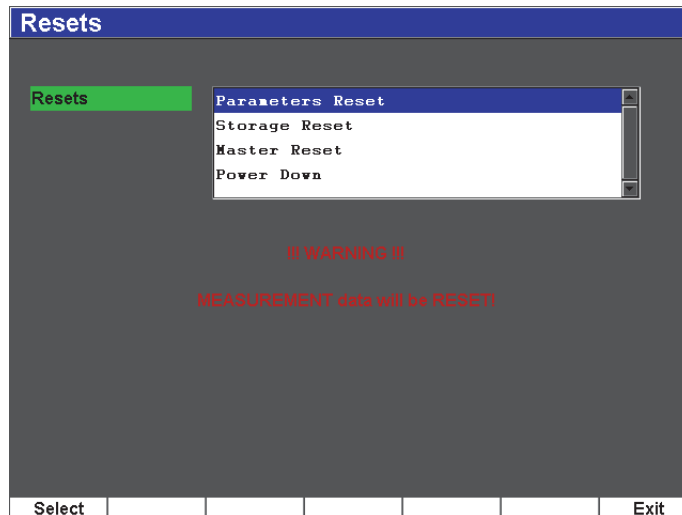 Resets
Resets
Parameters Reset
Storage Reset
Master Reset
Power Down
!!! WARNING !!!
MEASUREMENT data will be RESET!
Select Exit